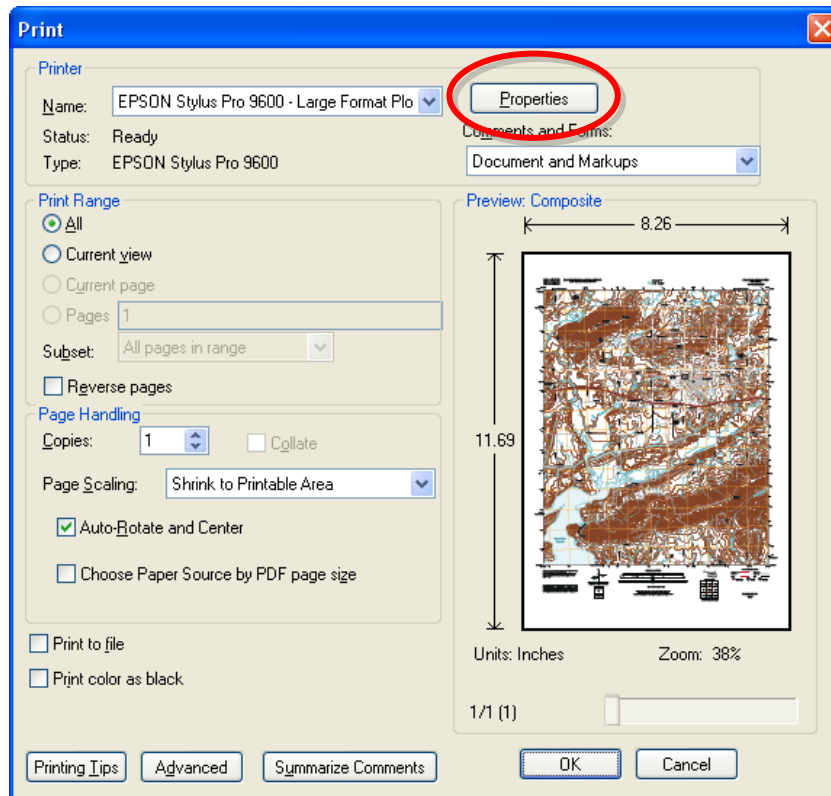 Print
Printer
Name: EPSON Stylus Pro 9600 - Large Format Plo
Properties
Status: Ready
Comments and Forms:
Type: EPSON Stylus Pro 9600
Document and Markups
Print Range
All
Current view
Current page
Pages 1
Subset: All pages in range
Reverse pages
Page Handling
Copies: 1
Collate
Page Scaling: Shrink to Printable Area
Auto-Rotate and Center
Choose Paper Source by PDF page size
Print to file
Print color as black
Preview: Composite
8.26
11.69
Units: Inches Zoom: 38%
1/1 (1)
Printing Tips Advanced Summarize Comments OK Cancel